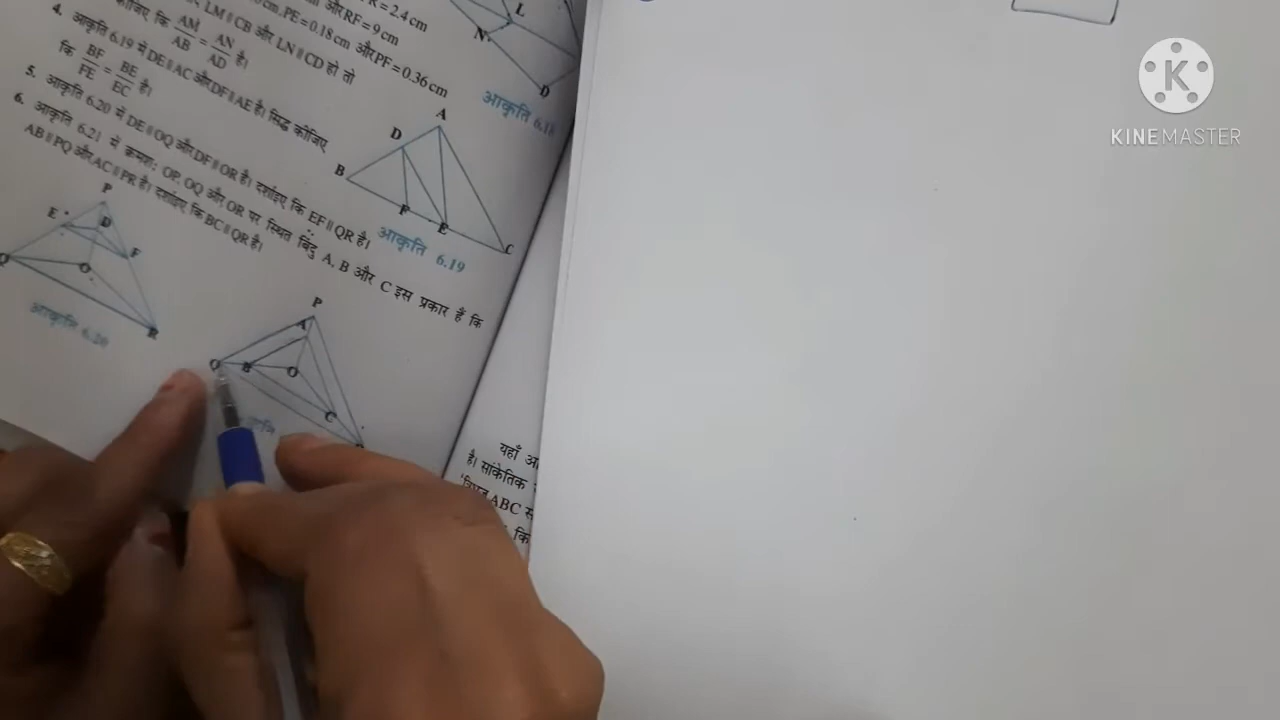 R = 2.4 cm
और RF = 9 cm
cm, PE = 0.18 cm और PF = 0.36 cm
LM || CB और LN || CD हो तो
कीजिए कि AM/AB = AN/AD है।
4. आकृति 6.19 में DE || AC और DF || AE है। सिद्ध कीजिए
कि BF/FE = BE/EC है।
5. आकृति 6.20 में DE || OQ और DF || OR है। दर्शाइए कि EF || QR है।
6. आकृति 6.21 में क्रमशः OP, OQ और OR पर स्थित बिंदु A, B और C इस प्रकार हैं कि
AB || PQ और AC || PR है। दर्शाइए कि BC || QR है।
L
N
D
आकृति 6.18
A
D
B
F
E
C
आकृति 6.19
P
E
D
F
Q
O
R
आकृति 6.20
P
A
Q
B
O
C
यहाँ
है। सांकेतिक
ABC
कि
K
KINEMASTER